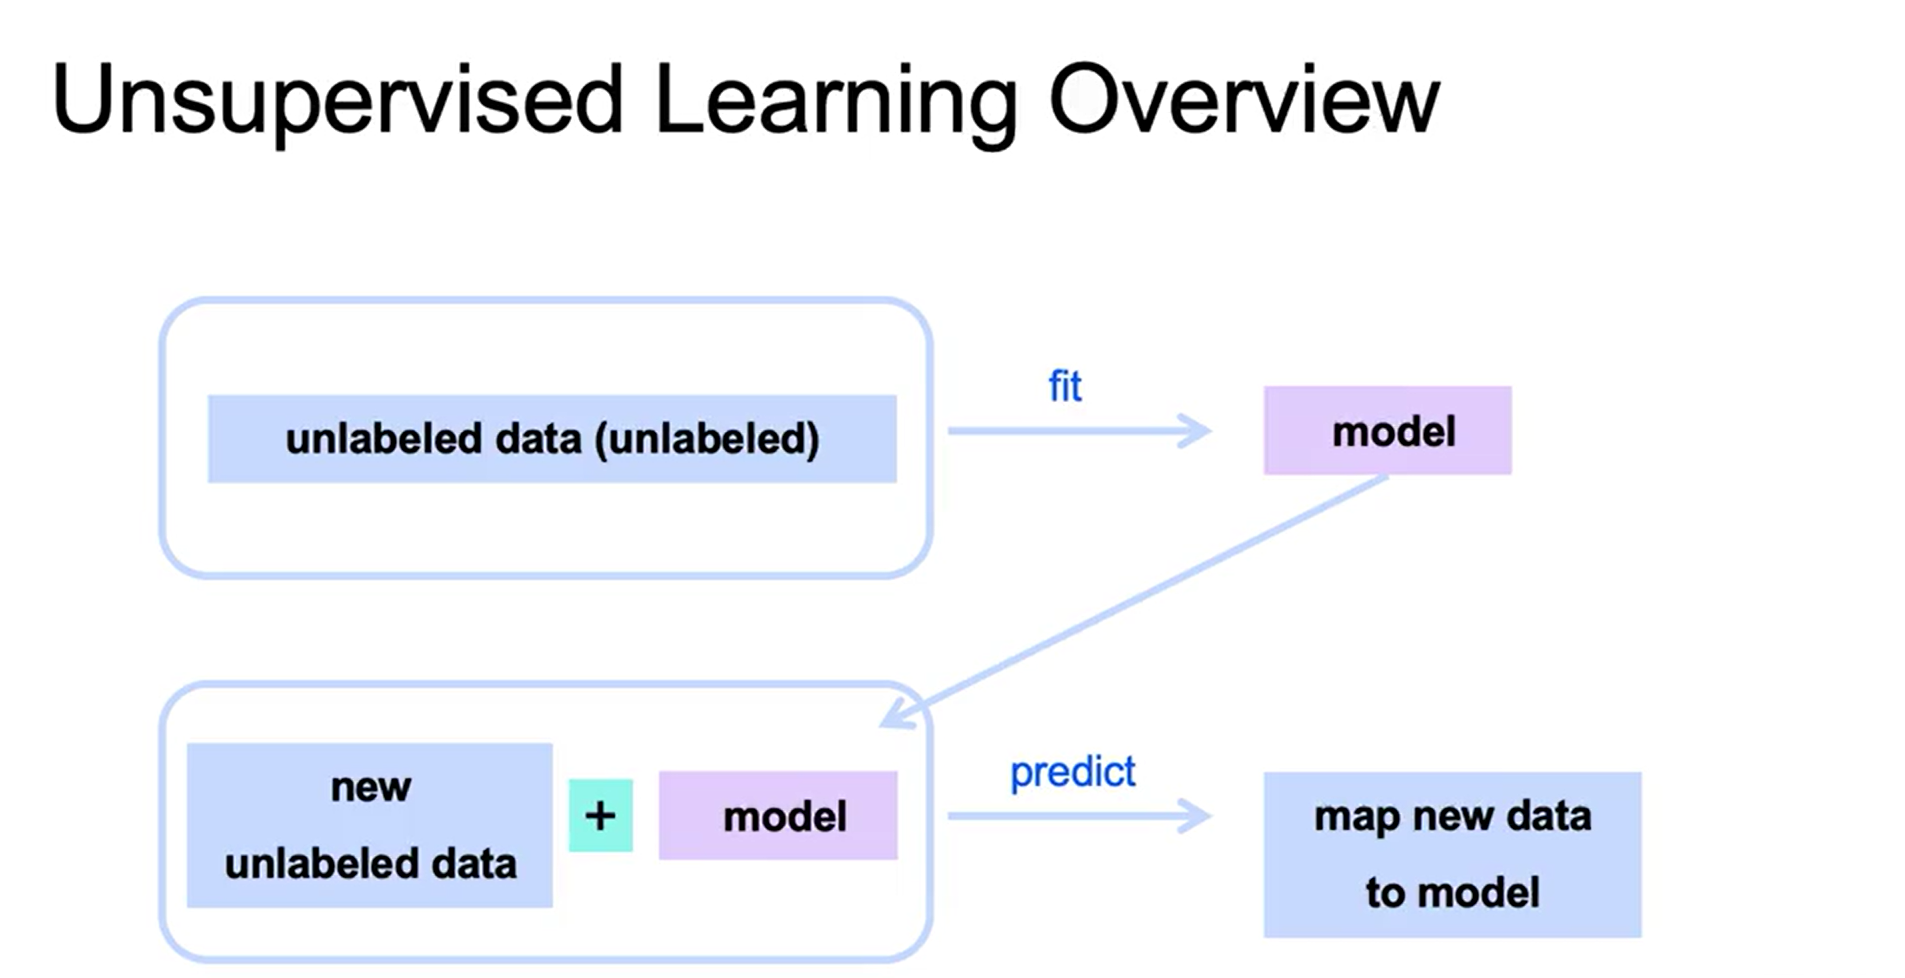 Unsupervised Learning Overview
unlabeled data (unlabeled)
fit
model
new
unlabeled data
+
model
predict
map new data
to model